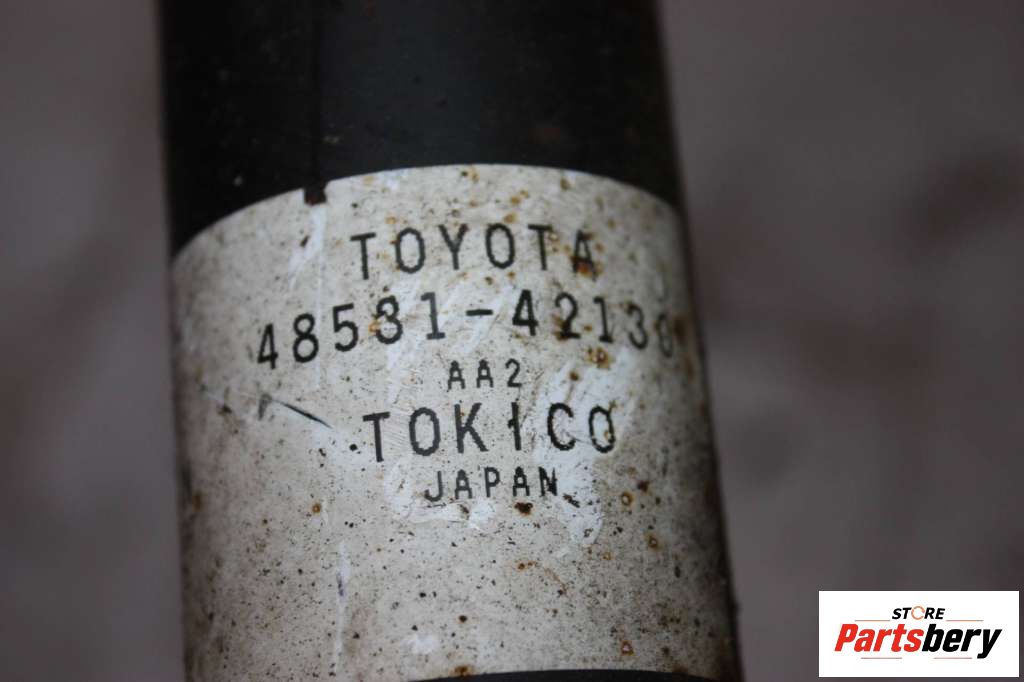 TOYOTA
48531-42130
AA2
TOKICO
JAPAN
STORE
Partsbery